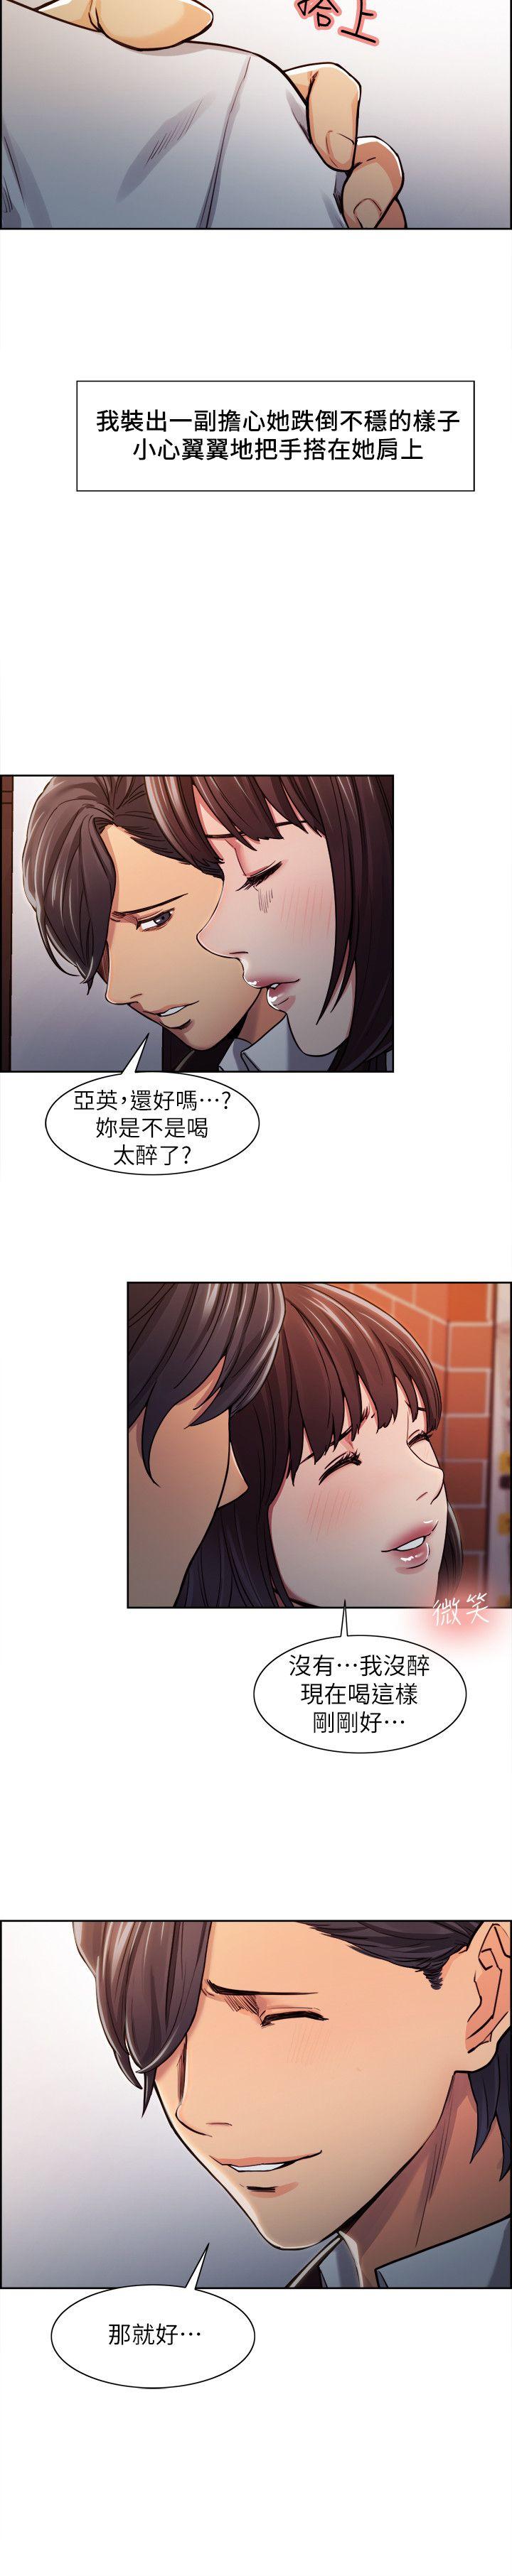 搭上
我裝出一副擔心她跌倒不穩的樣子
小心翼翼地把手搭在她肩上
亞英，還好嗎…?
妳是不是喝
太醉了?
微笑
沒有…我沒醉
現在喝這樣
剛剛好…
那就好…